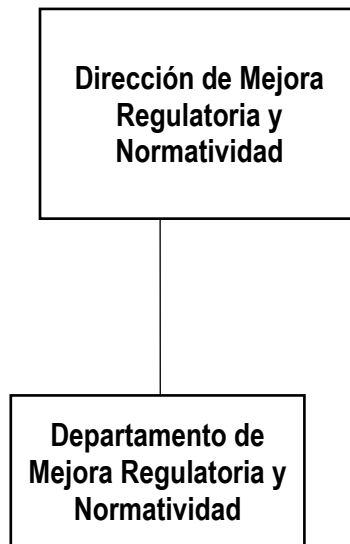 Dirección de Mejora
Regulatoria y
Normatividad
Departamento de
Mejora Regulatoria y
Normatividad